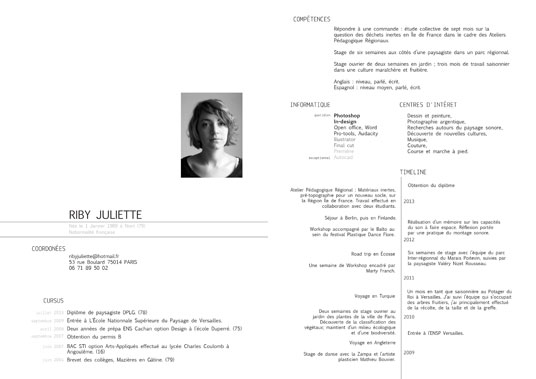 RIBY JULIETTE
Née le 1 Janvier 1989 à Niort (79)
Nationalité française
COORDONÉES
ribyjuliette@hotmail.fr
53 rue Boulard 75014 PARIS
06 71 89 50 02
CURSUS
Diplôme de paysagiste DPLG. (78)
Entrée à L'École Nationnale Supérieure du Paysage de Versailles.
Deux années de prépa ENS Cachan option Design à l'école Duperré. (75)
Obtention du permis B
BAC STI option Arts-Appliqués effectué au lycée Charles Coulomb à
Angoulême. (16)
Brevet des collèges, Mazières en Gâtine. (79)
COMPÉTENCES
Répondre à une commande : étude collective de sept mois sur la
question des déchets inertes en Île de France dans le cadre des Ateliers
Pédagogique Régionaux
Stage de six semaines aux côtés d'une paysagiste dans un parc régional.
Stage ouvrier de deux semaines en jardin ; trois mois de travail saisonnier
dans une culture maraîchère et fruitière.
Anglais : niveau, parlé, écrit.
Espagnol : niveau moyen, parlé, écrit.
INFORMATIQUE
Photoshop
In-design
Open office, Word
Pro-tools, Audacity
Illustrator
Final cut
Première
Autocad
CENTRES D'INTÉRÊT
Dessins et peinture,
Photographie argentique,
Recherches autours du paysage sonore,
Découverte de nouvelles cultures,
Musique,
Couture,
Course et marche à pied.
TIMELINE
Obtention du diplôme
Atelier Pédagogique Régional : Matériaux inertes,
pré-topographie pour un nouveau socle, sur
la Région Île de France. Travail effectué en
collaboration avec deux étudiants.
2013
Séjour à Berlin, puis en Finlande
Réalisation d'un mémoire sur les capacités
du son à faire espace. Réflexion portée
par une pratique du montage sonore.
Workshop accompagné par le Balto au
sein du festival Plastique Dance Flore.
2012
Road trip en Écosse
Six semaines de stage avec l'équipe du parc
Inter-régional du Marais Poitevin, suivies par
la paysagiste Valéry Nizet Rousseau.
Une semaine de Workshop encadré par
Marty Franch.
2011
Voyage en Turquie
Un mois en tant que saisonnière au Potager du
Roi à Versailles. J'ai suivi l'équipe qui s'occupait
des arbres fruitiers, j'ai principalement effectué
de la récolte, de la taille et de la greffe.
Deux semaines de stage ouvrier au
jardin des plantes de la ville de Paris.
Découverte de la classification des
végétaux, maintient d'un milieu écologique
et d'une biodiversité.
2010
Entrée à l'ENSP Versailles.
Voyage en Angleterre
Stage de danse avec la Zampa et l'artiste
plasticien Mathieu Bouvier.
2009